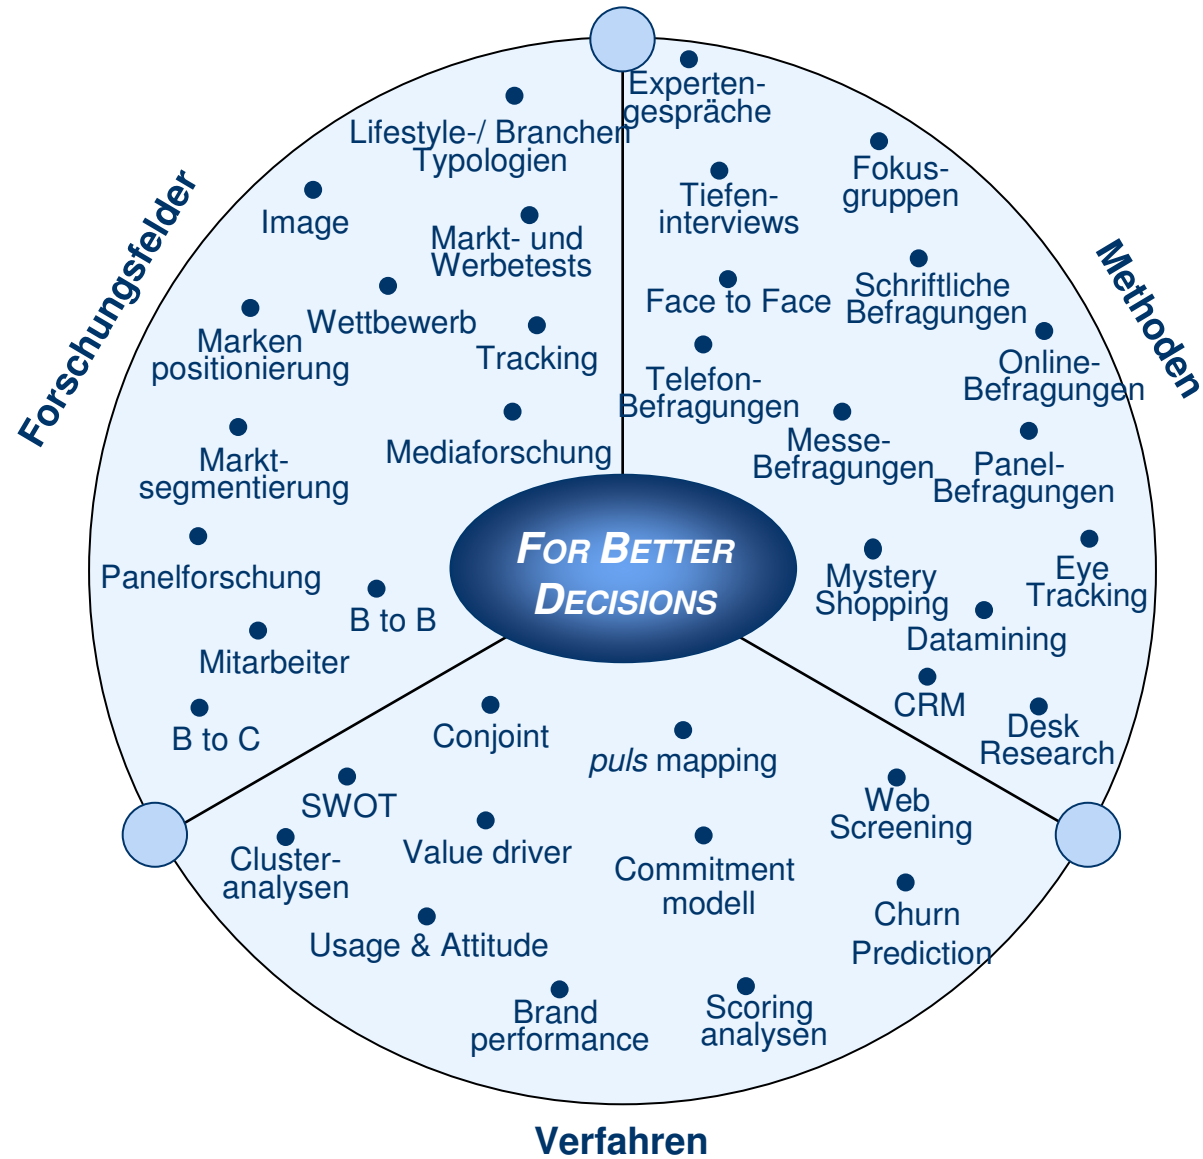 Forschungsfelder
Lifestyle-/ Branchen
Typologien
Image
Markt- und
Werbetests
Wettbewerb
Marken
positionierung
Tracking
Mediaforschung
Markt-
segmentierung
Panelforschung
B to B
Mitarbeiter
B to C
Methoden
Experten-
gespräche
Fokus-
gruppen
Tiefen-
interviews
Schriftliche
Befragungen
Face to Face
Online-
Befragungen
Telefon-
Befragungen
Messe-
Befragungen
Panel-
Befragungen
Mystery
Shopping
Eye
Tracking
Datamining
CRM
Desk
Research
FOR BETTER
DECISIONS
Conjoint
puls mapping
SWOT
Web
Screening
Value driver
Cluster-
analysen
Commitment
modell
Churn
Prediction
Usage & Attitude
Brand
performance
Scoring
analysen
Verfahren